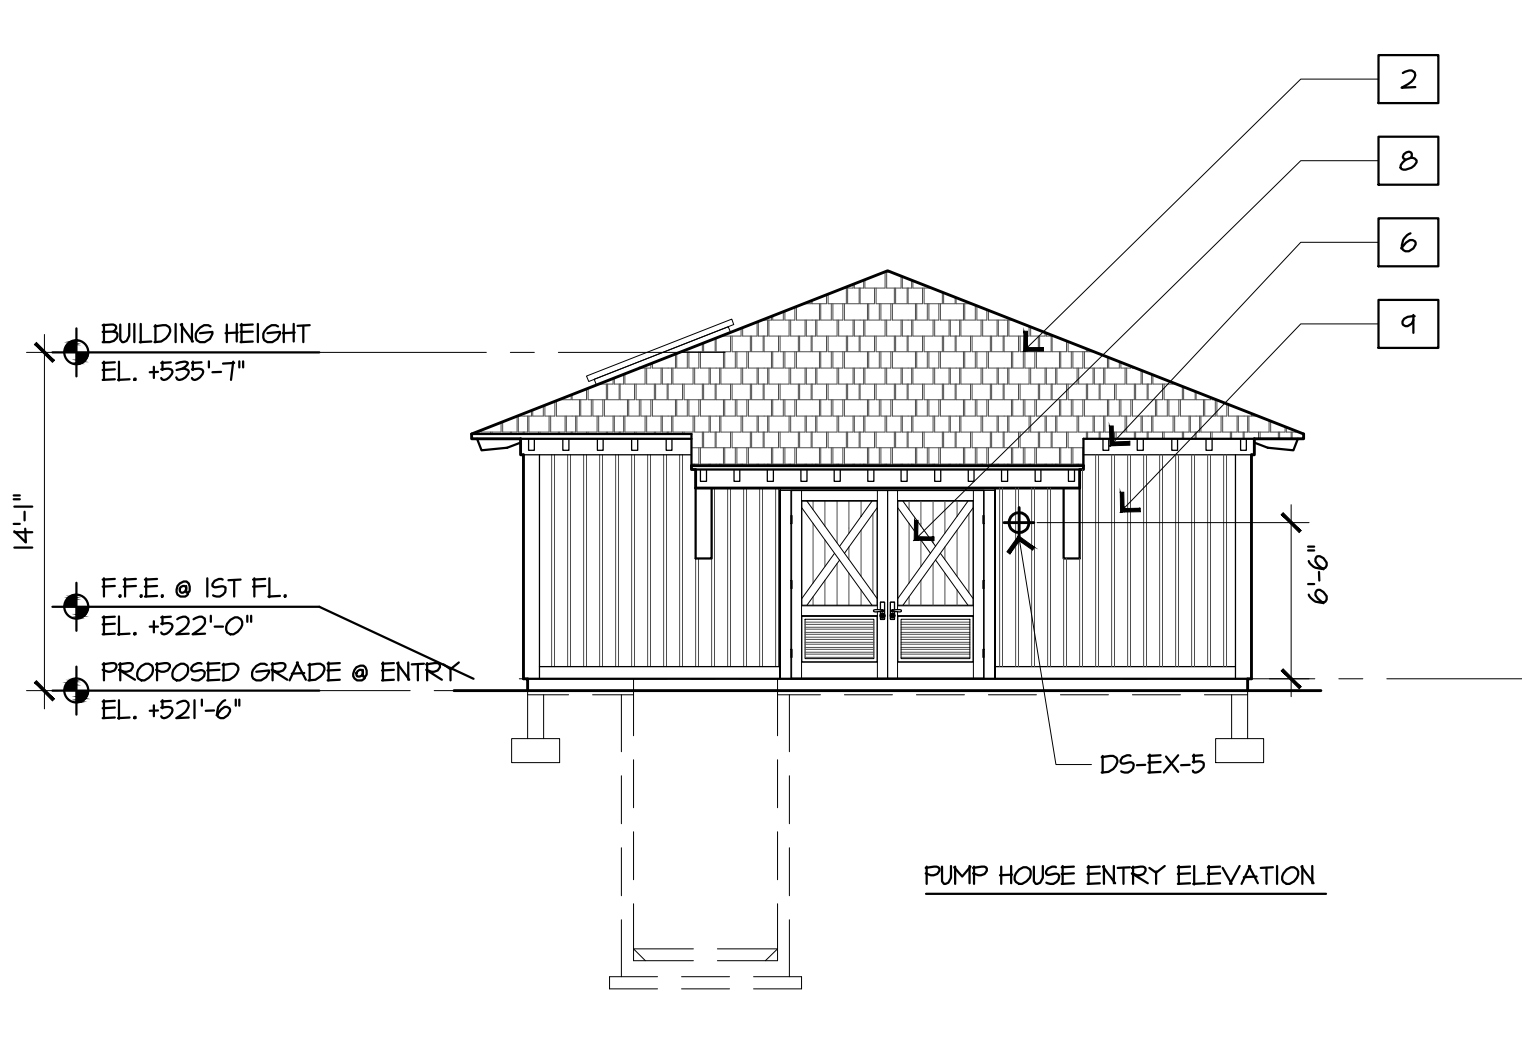 2
8
6
9
BUILDING HEIGHT
EL. +535'-7"
14'-1"
F.F.E. @ 1ST FL.
EL. +522'-0"
PROPOSED GRADE @ ENTRY
EL. +521'-6"
6'-6"
DS-EX-5
PUMP HOUSE ENTRY ELEVATION